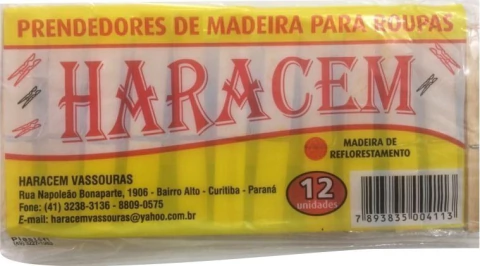 PRENDEDORES DE MADEIRA PARA ROUPAS
HARACEM
MADEIRA DE
REFLORESTAMENTO
HARACEM VASSOURAS
Rua Napoleão Bonaparte, 1906 - Bairro Alto - Curitiba - Paraná
Fone: (41) 3238-3136 - 8809-0575
E-mail: haracemvassouras@yahoo.com.br
12
unidades
7 893835 004113